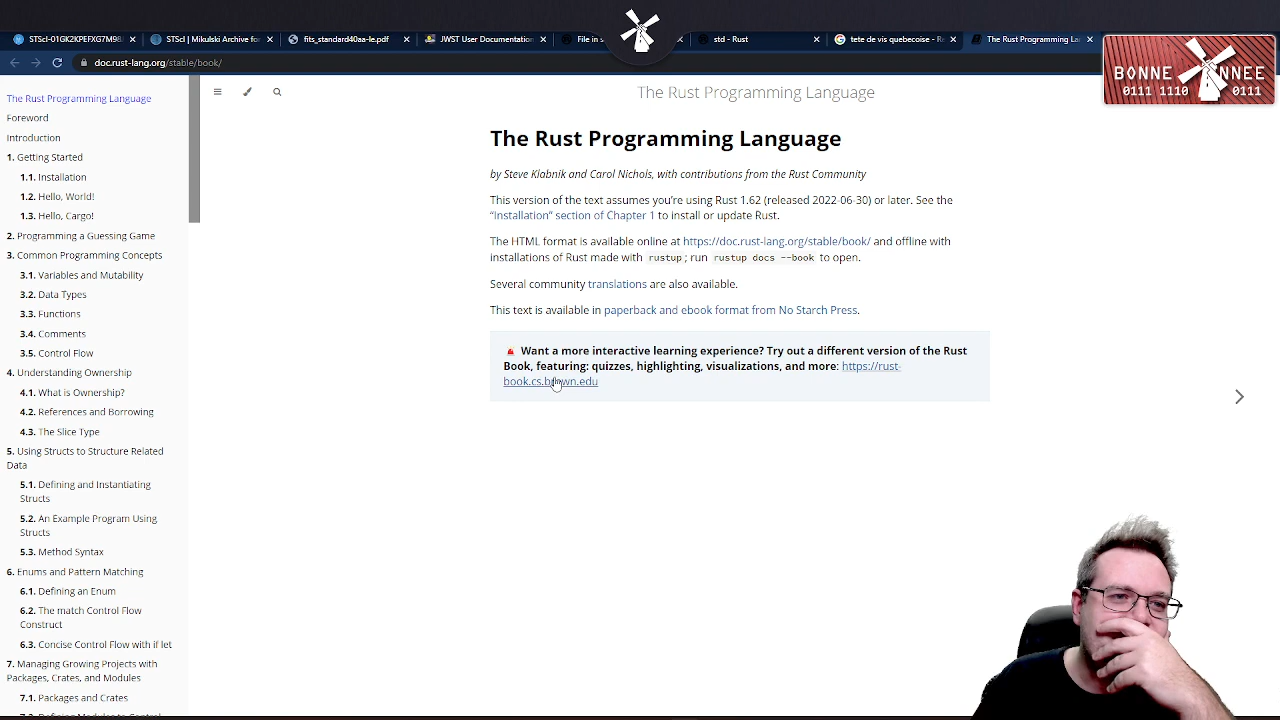 STScI-01GK2KPEFXG7M98
STScI | Mikulski Archive fo
fits_standard40aa-le.pdf
JWST User Documentation
File in s
std - Rust
tete de vis quebecoise - Re
The Rust Programming Lan
doc.rust-lang.org/stable/book/
BONNE ANNEE
0111 1110 0111
The Rust Programming Language
Foreword
Introduction
1. Getting Started
1.1. Installation
1.2. Hello, World!
1.3. Hello, Cargo!
2. Programming a Guessing Game
3. Common Programming Concepts
3.1. Variables and Mutability
3.2. Data Types
3.3. Functions
3.4. Comments
3.5. Control Flow
4. Understanding Ownership
4.1. What is Ownership?
4.2. References and Borrowing
4.3. The Slice Type
5. Using Structs to Structure Related
Data
5.1. Defining and Instantiating
Structs
5.2. An Example Program Using
Structs
5.3. Method Syntax
6. Enums and Pattern Matching
6.1. Defining an Enum
6.2. The match Control Flow
Construct
6.3. Concise Control Flow with if let
7. Managing Growing Projects with
Packages, Crates, and Modules
7.1. Packages and Crates
The Rust Programming Language
The Rust Programming Language
by Steve Klabnik and Carol Nichols, with contributions from the Rust Community
This version of the text assumes you're using Rust 1.62 (released 2022-06-30) or later. See the
“Installation” section of Chapter 1 to install or update Rust.
The HTML format is available online at https://doc.rust-lang.org/stable/book/ and offline with
installations of Rust made with rustup; run rustup docs --book to open.
Several community translations are also available.
This text is available in paperback and ebook format from No Starch Press.
Want a more interactive learning experience? Try out a different version of the Rust
Book, featuring: quizzes, highlighting, visualizations, and more: https://rust-
book.cs.brown.edu